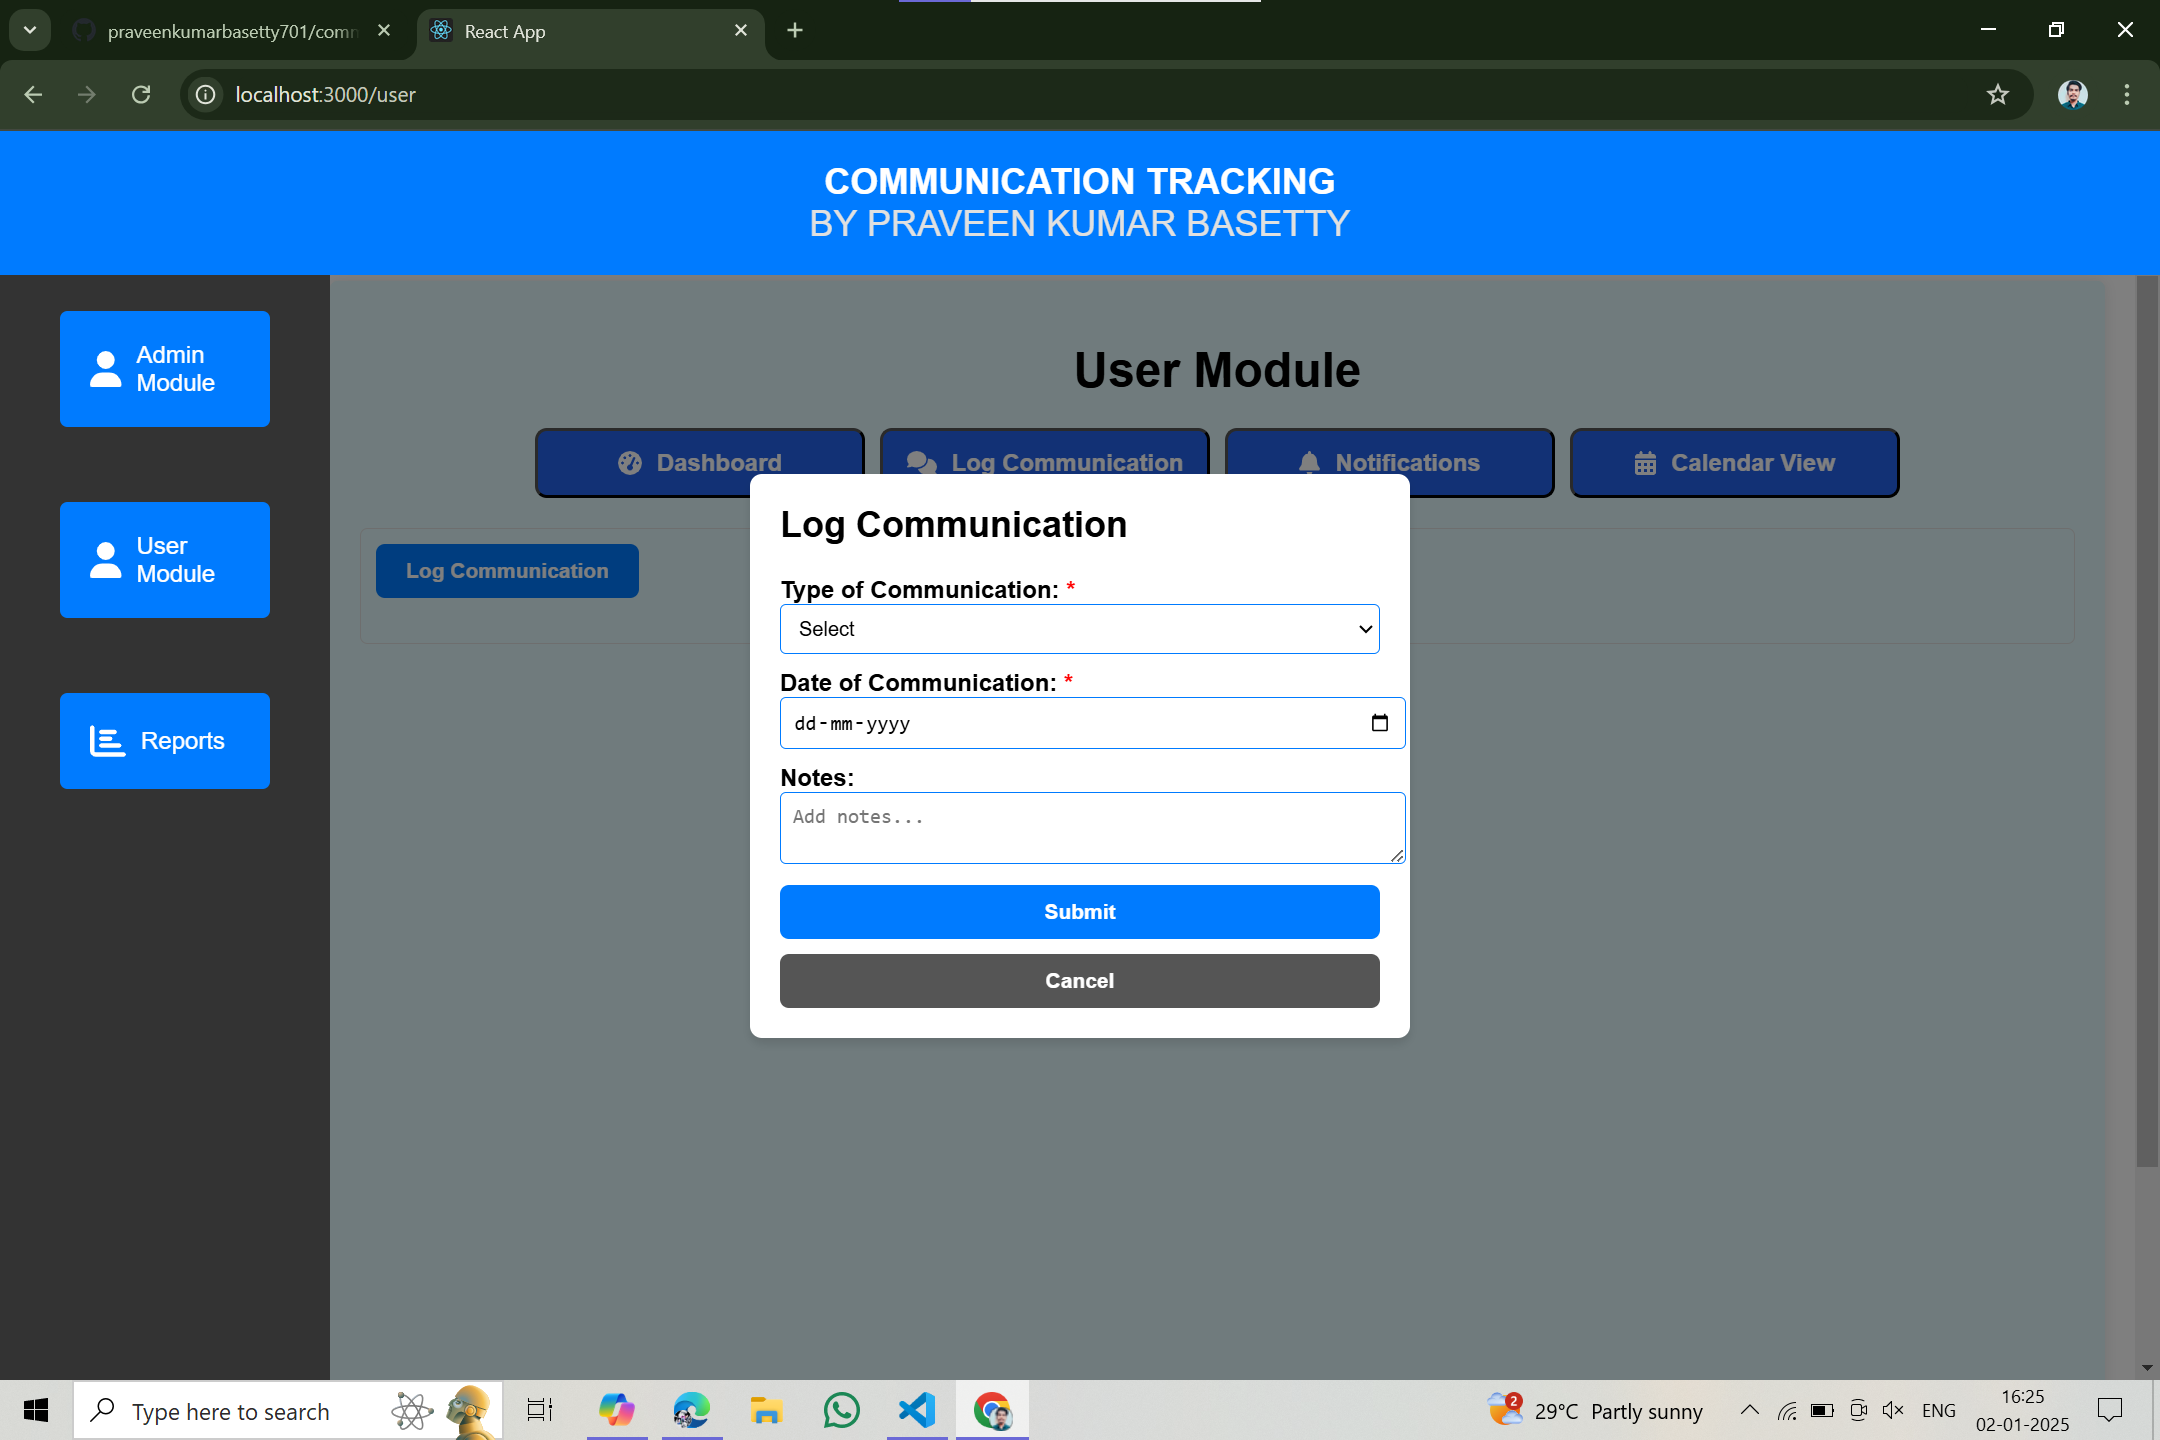 praveenkumarbasetty701/comm
React App
localhost:3000/user
COMMUNICATION TRACKING
BY PRAVEEN KUMAR BASETTY
Admin
Module
User
Module
Reports
User Module
Dashboard
Log Communication
Notifications
Calendar View
Log Communication
Log Communication
Type of Communication: *
Select
Date of Communication: *
dd-mm-yyyy
Notes:
Add notes...
Submit
Cancel
Type here to search
2
29°C Partly sunny
ENG
16:25
02-01-2025